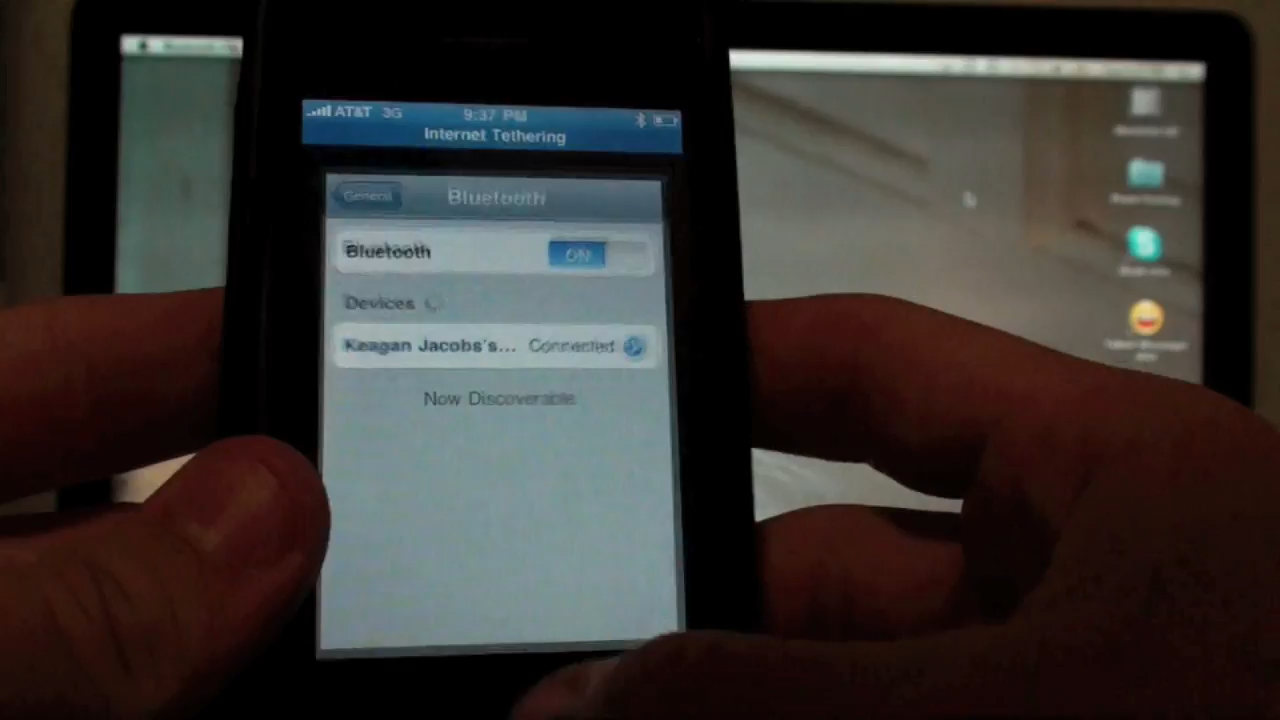 AT&T 3G 9:37 PM
Internet Tethering
General Bluetooth
Bluetooth ON
Devices
Keagan Jacobs's... Connected
Now Discoverable